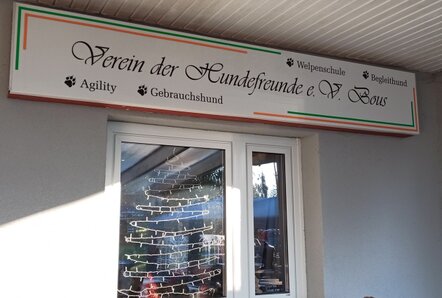 Verein der Hundefreunde e.V. Bous
Welpenschule
Begleithund
Agility
Gebrauchshund